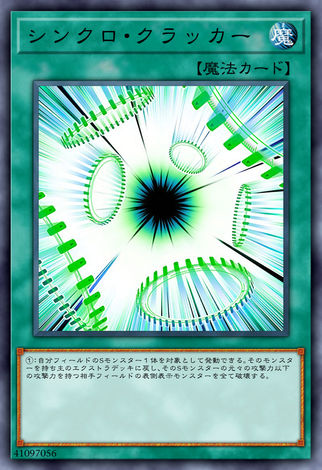 シンクロ・クラッカー
魔
【魔法カード】
①:自分フィールドのSモンスター1体を対象として発動できる。そのモンスター
を持ち主のエクストラデッキに戻し、そのSモンスターの元々の攻撃力以下
の攻撃力を持つ相手フィールドの表側表示モンスターを全て破壊する。
41097056